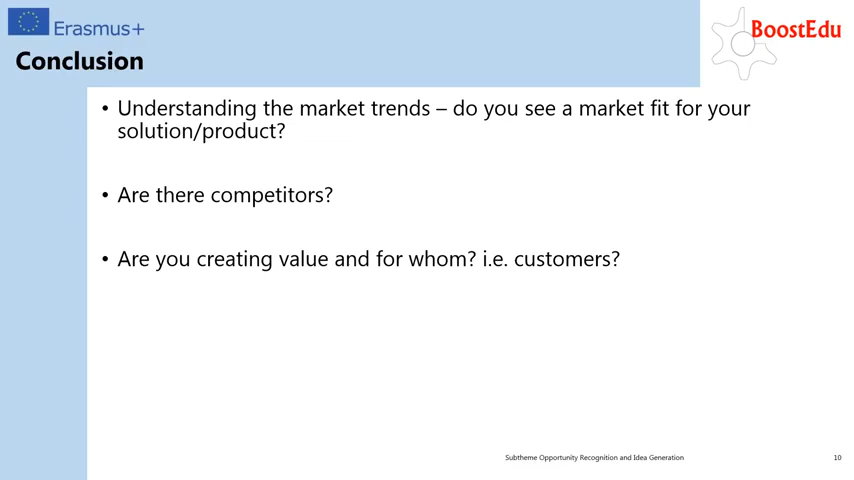 Erasmus+
BoostEdu
Conclusion
• Understanding the market trends – do you see a market fit for your
solution/product?
• Are there competitors?
• Are you creating value and for whom? i.e. customers?
Subtheme Opportunity Recognition and Idea Generation
10